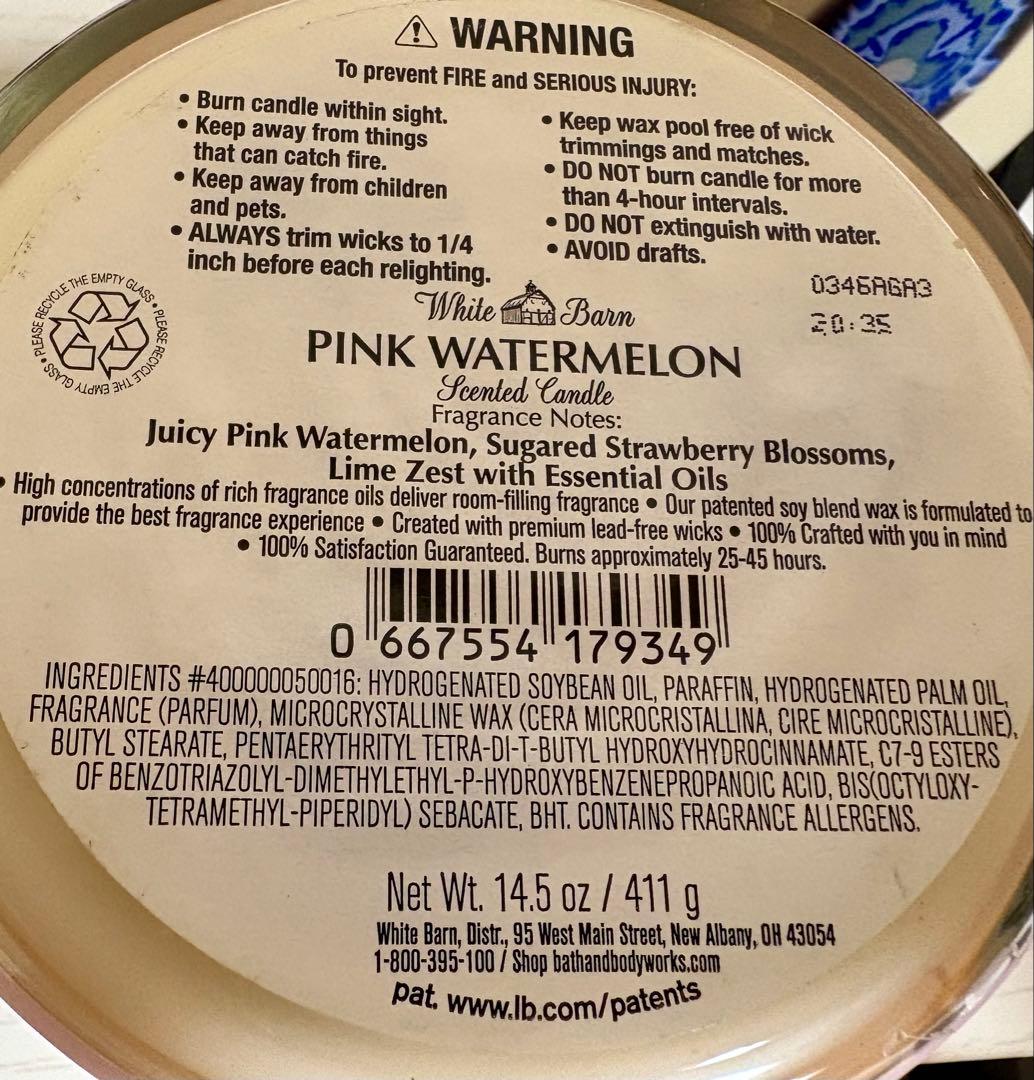 ⚠ WARNING
To prevent FIRE and SERIOUS INJURY:
• Burn candle within sight.
• Keep away from things
that can catch fire.
• Keep away from children
and pets.
• ALWAYS trim wicks to 1/4
inch before each relighting.
• Keep wax pool free of wick
trimmings and matches.
• DO NOT burn candle for more
than 4-hour intervals.
• DO NOT extinguish with water.
• AVOID drafts.
PLEASE RECYCLE THE EMPTY GLASS • PLEASE RECYCLE THE EMPTY GLASS •
0346AGA3
20:35
White Barn
PINK WATERMELON
Scented Candle
Fragrance Notes:
Juicy Pink Watermelon, Sugared Strawberry Blossoms,
Lime Zest with Essential Oils
• High concentrations of rich fragrance oils deliver room-filling fragrance • Our patented soy blend wax is formulated to
provide the best fragrance experience • Created with premium lead-free wicks • 100% Crafted with you in mind
• 100% Satisfaction Guaranteed. Burns approximately 25-45 hours.
0 667554 179349
INGREDIENTS #400000050016: HYDROGENATED SOYBEAN OIL, PARAFFIN, HYDROGENATED PALM OIL,
FRAGRANCE (PARFUM), MICROCRYSTALLINE WAX (CERA MICROCRISTALLINA, CIRE MICROCRISTALLINE),
BUTYL STEARATE, PENTAERYTHRITYL TETRA-DI-T-BUTYL HYDROXYHYDROCINNAMATE, C7-9 ESTERS
OF BENZOTRIAZOLYL-DIMETHYLETHYL-P-HYDROXYBENZENEPROPANOIC ACID, BIS(OCTYLOXY-
TETRAMETHYL-PIPERIDYL) SEBACATE, BHT. CONTAINS FRAGRANCE ALLERGENS.
Net Wt. 14.5 oz / 411 g
White Barn, Distr., 95 West Main Street, New Albany, OH 43054
1-800-395-100 / Shop bathandbodyworks.com
pat. www.lb.com/patents